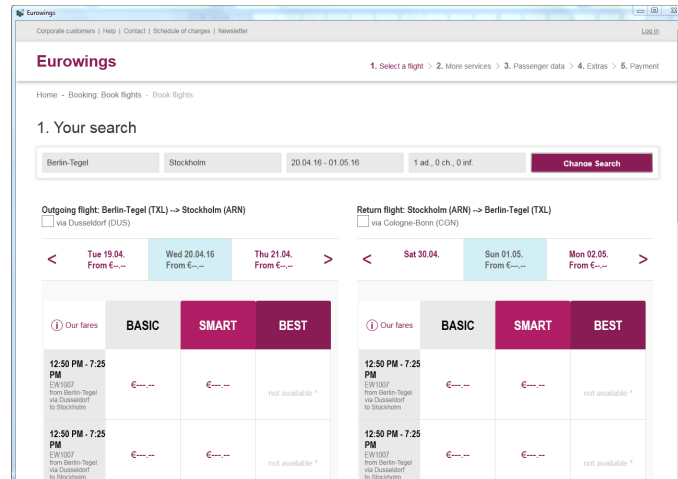 Eurowings
Corporate customers | Help | Contact | Schedule of charges | Newsletter
Log in
Eurowings
1. Select a flight > 2. More services > 3. Passenger data > 4. Extras > 5. Payment
Home - Booking: Book flights - Book flights
1. Your search
Berlin-Tegel
Stockholm
20.04.16 - 01.05.16
1 ad., 0 ch., 0 inf.
Change Search
Outgoing flight: Berlin-Tegel (TXL) --> Stockholm (ARN)
via Dusseldorf (DUS)
< Tue 19.04. Wed 20.04.16 Thu 21.04. >
From €--.-- From €--.-- From €--.--
i Our fares BASIC SMART BEST
12:50 PM - 7:25
PM
EW1007
from Berlin-Tegel
via Dusseldorf
to Stockholm
€---.-- €---.-- not available *
12:50 PM - 7:25
PM
EW1007
from Berlin-Tegel
via Dusseldorf
to Stockholm
€---.-- €---.-- not available *
Return flight: Stockholm (ARN) --> Berlin-Tegel (TXL)
via Cologne-Bonn (CGN)
< Sat 30.04. Sun 01.05. Mon 02.05. >
From €---.-- From €--.--
i Our fares BASIC SMART BEST
12:50 PM - 7:25
PM
EW1007
from Berlin-Tegel
via Dusseldorf
to Stockholm
€---.-- €---.-- not available *
12:50 PM - 7:25
PM
EW1007
from Berlin-Tegel
via Dusseldorf
to Stockholm
€---.-- €---.-- not available *